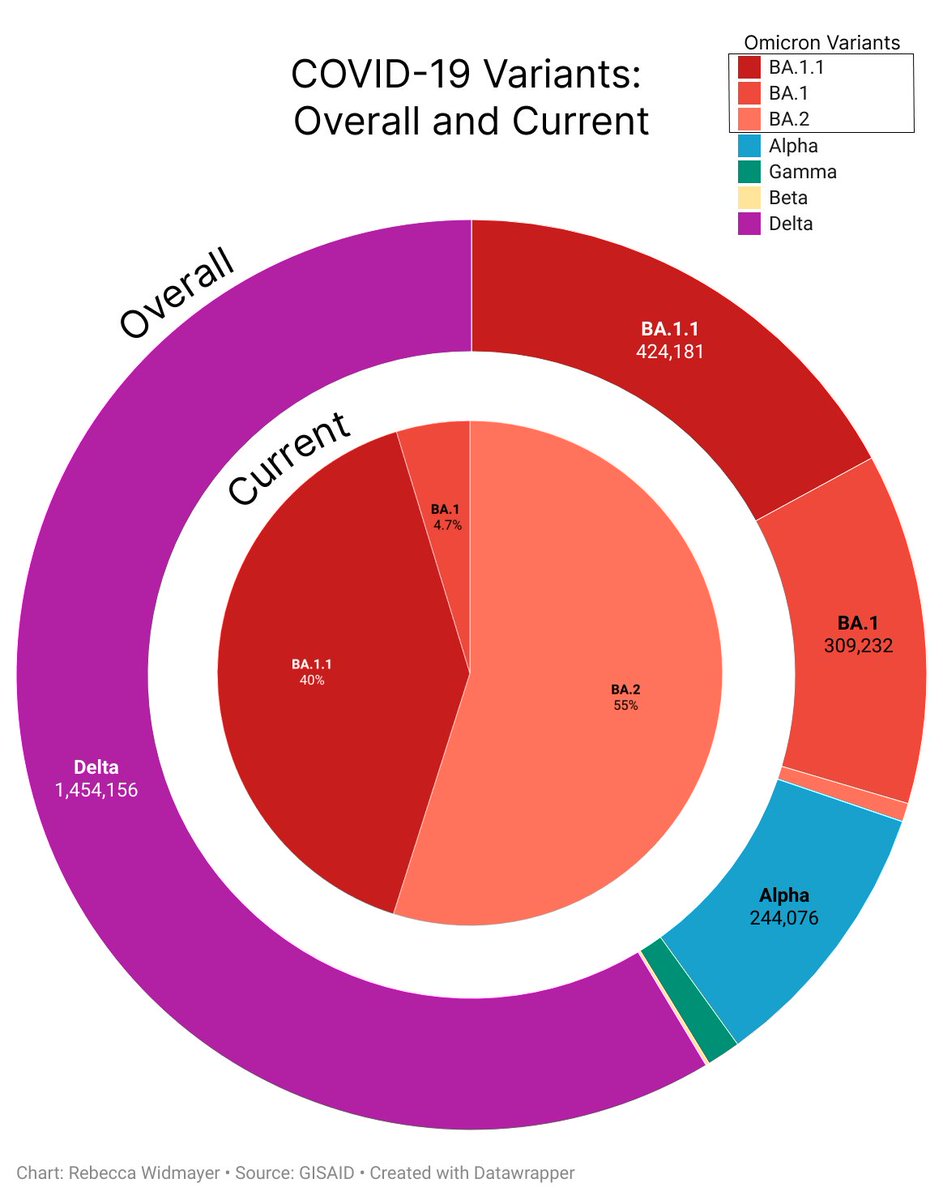 COVID-19 Variants:
Overall and Current
Omicron Variants
BA.1.1
BA.1
BA.2
Alpha
Gamma
Beta
Delta
Overall
BA.1.1
424,181
Current
BA.1
4.7%
BA.1
309,232
BA.1.1
40%
BA.2
55%
Delta
1,454,156
Alpha
244,076
Chart: Rebecca Widmayer • Source: GISAID • Created with Datawrapper